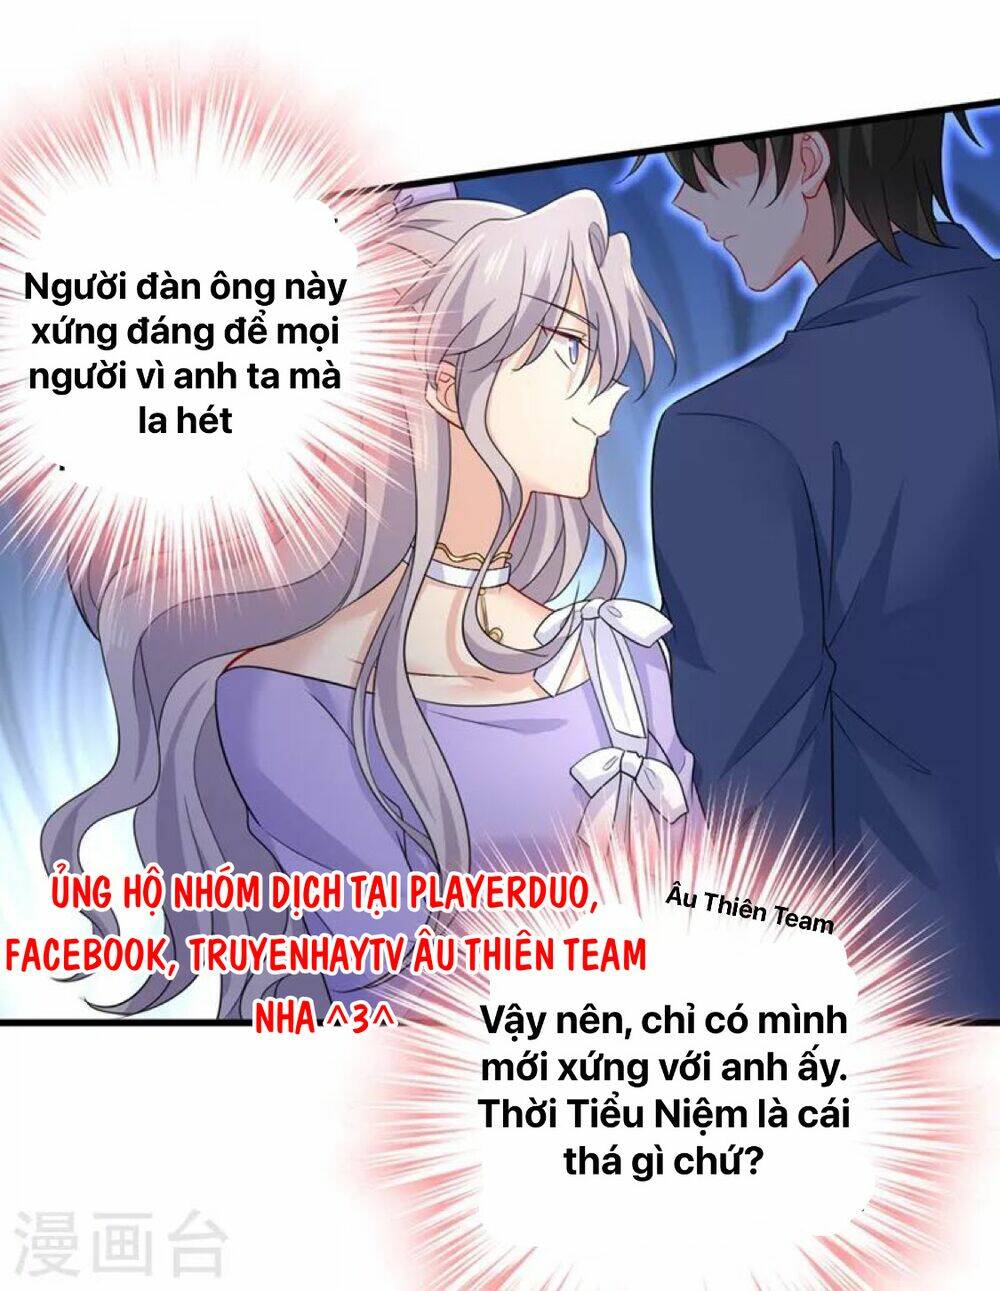 Người đàn ông này
xứng đáng để mọi
người vì anh ta mà
la hét
ỦNG HỘ NHÓM DỊCH TẠI PLAYERDUO,
FACEBOOK, TRUYENHAYTV ÂU THIÊN TEAM
NHA ^3^
Âu Thiên Team
Vậy nên, chỉ có mình
mới xứng với anh ấy.
Thời Tiểu Niệm là cái
thá gì chứ?
漫画台